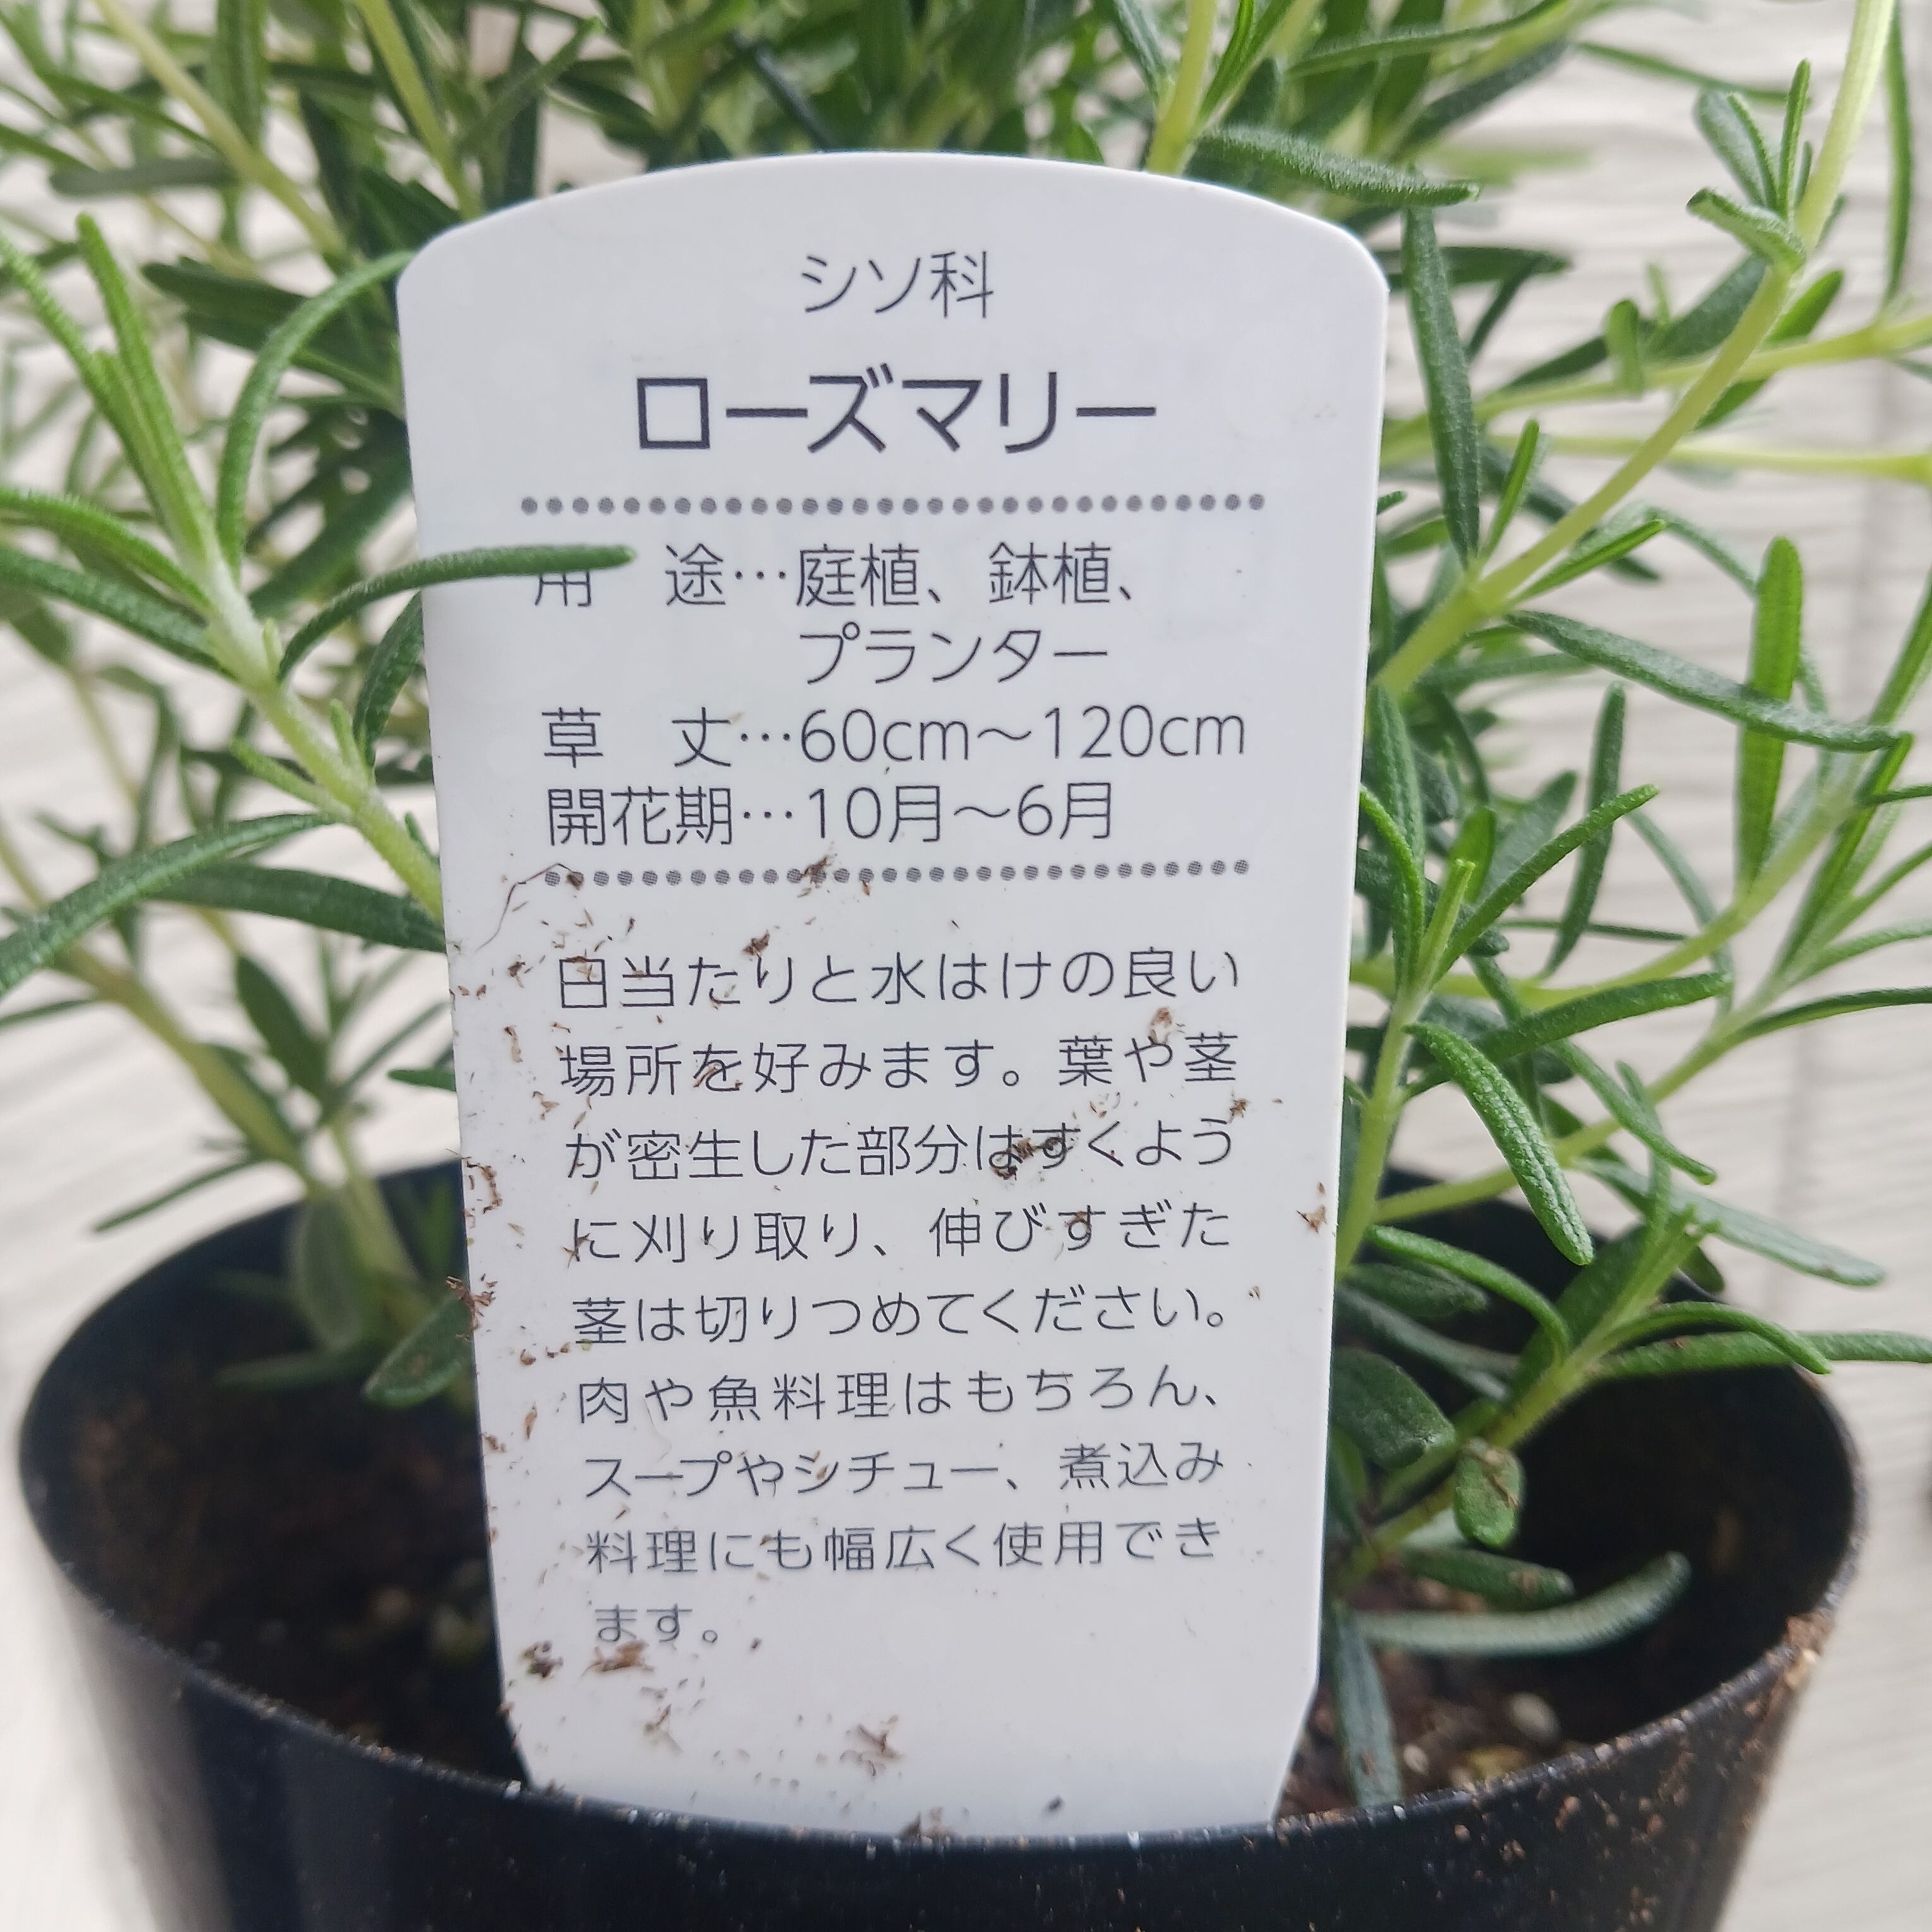 シソ科
ローズマリー
用　途…庭植、鉢植、
プランター
草　丈…60cm〜120cm
開花期…10月〜6月
日当たりと水はけの良い
場所を好みます。葉や茎
が密生した部分はすくよう
に刈り取り、伸びすぎた
茎は切りつめてください。
肉や魚料理はもちろん、
スープやシチュー、煮込み
料理にも幅広く使用でき
ます。